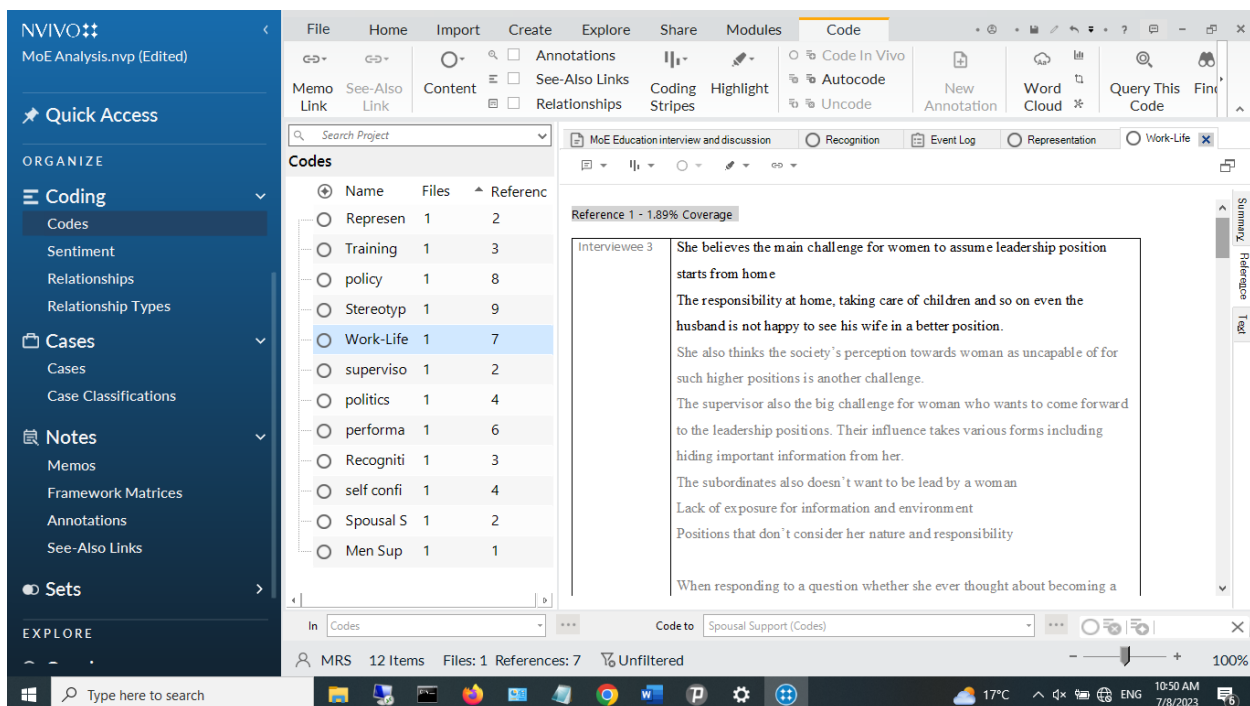 NVIVO
MoE Analysis.nvp (Edited)
Quick Access
ORGANIZE
Coding
Codes
Sentiment
Relationships
Relationship Types
Cases
Cases
Case Classifications
Notes
Memos
Framework Matrices
Annotations
See-Also Links
Sets
EXPLORE
File Home Import Create Explore Share Modules Code
Memo Link
See-Also Link
Content
Annotations
See-Also Links
Relationships
Coding Stripes
Highlight
Code In Vivo
Autocode
Uncode
New Annotation
Word Cloud
Query This Code
Find
Search Project
Codes
Name Files Referenc
Represen 1 2
Training 1 3
policy 1 8
Stereotyp 1 9
Work-Life 1 7
superviso 1 2
politics 1 4
performa 1 6
Recogniti 1 3
self confi 1 4
Spousal S 1 2
Men Sup 1 1
MoE Education interview and discussion Recognition Event Log Representation Work-Life
Reference 1 - 1.89% Coverage
Interviewee 3
She believes the main challenge for women to assume leadership position
starts from home
The responsibility at home, taking care of children and so on even the
husband is not happy to see his wife in a better position.
She also thinks the society's perception towards woman as uncapable of for
such higher positions is another challenge.
The supervisor also the big challenge for woman who wants to come forward
to the leadership positions. Their influence takes various forms including
hiding important information from her.
The subordinates also doesn't want to be lead by a woman
Lack of exposure for information and environment
Positions that don't consider her nature and responsibility
When responding to a question whether she ever thought about becoming a
Summary
Reference
Text
In Codes Code to Spousal Support (Codes)
MRS 12 Items Files: 1 References: 7 Unfiltered 100%
Type here to search
17°C ENG 10:50 AM
7/8/2023
6